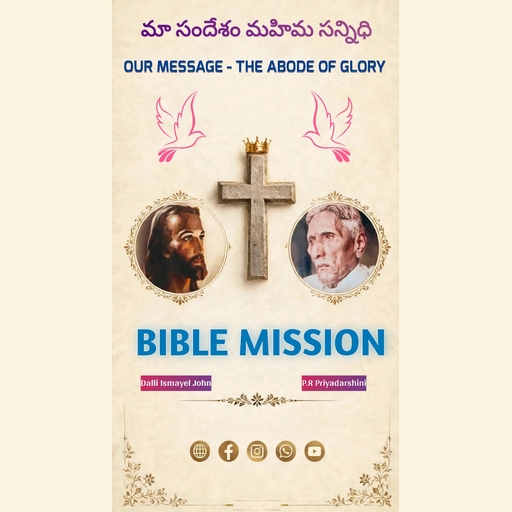 మా సందేశం మహిమ సన్నిధి
OUR MESSAGE - THE ABODE OF GLORY
BIBLE MISSION
Dalli Ismayel John
P.R Priyadarshini